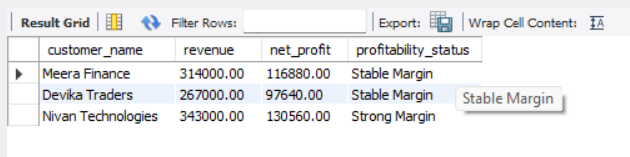 Result Grid Filter Rows: Export: Wrap Cell Content: IA
customer_name revenue net_profit profitability_status
Meera Finance 314000.00 116880.00 Stable Margin
Devika Traders 267000.00 97640.00 Stable Margin
Stable Margin
Nivan Technologies 343000.00 130560.00 Strong Margin